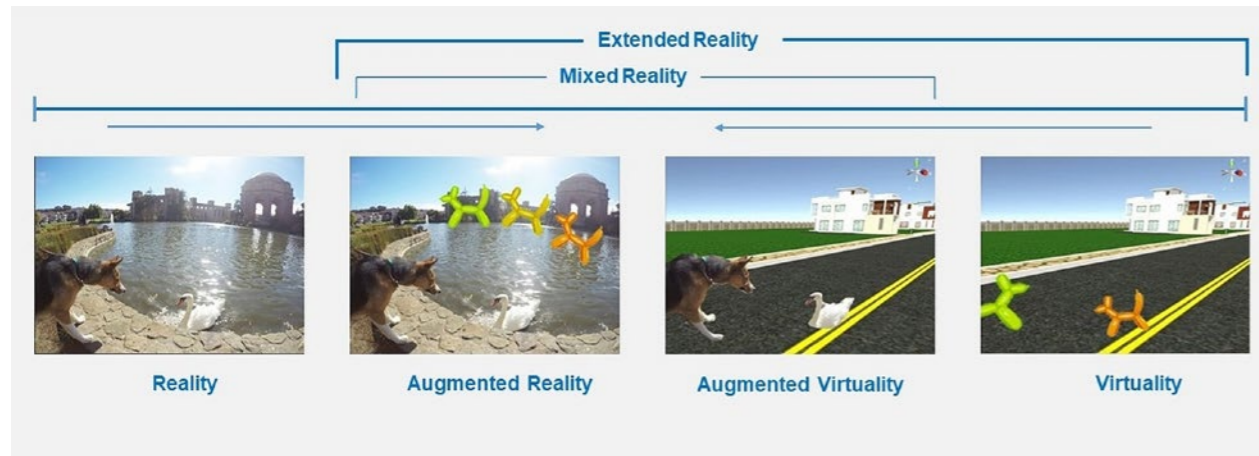 Extended Reality
Mixed Reality
Reality
Augmented Reality
Augmented Virtuality
Virtuality